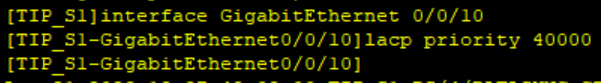 [TIP_S1]interface GigabitEthernet 0/0/10
[TIP_S1-GigabitEthernet0/0/10]lacp priority 40000
[TIP_S1-GigabitEthernet0/0/10]